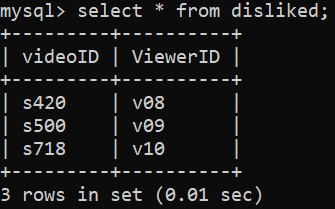 mysql> select * from disliked;
+---------+----------+
| videoID | ViewerID |
+---------+----------+
| s420    | v08      |
| s500    | v09      |
| s718    | v10      |
+---------+----------+
3 rows in set (0.01 sec)